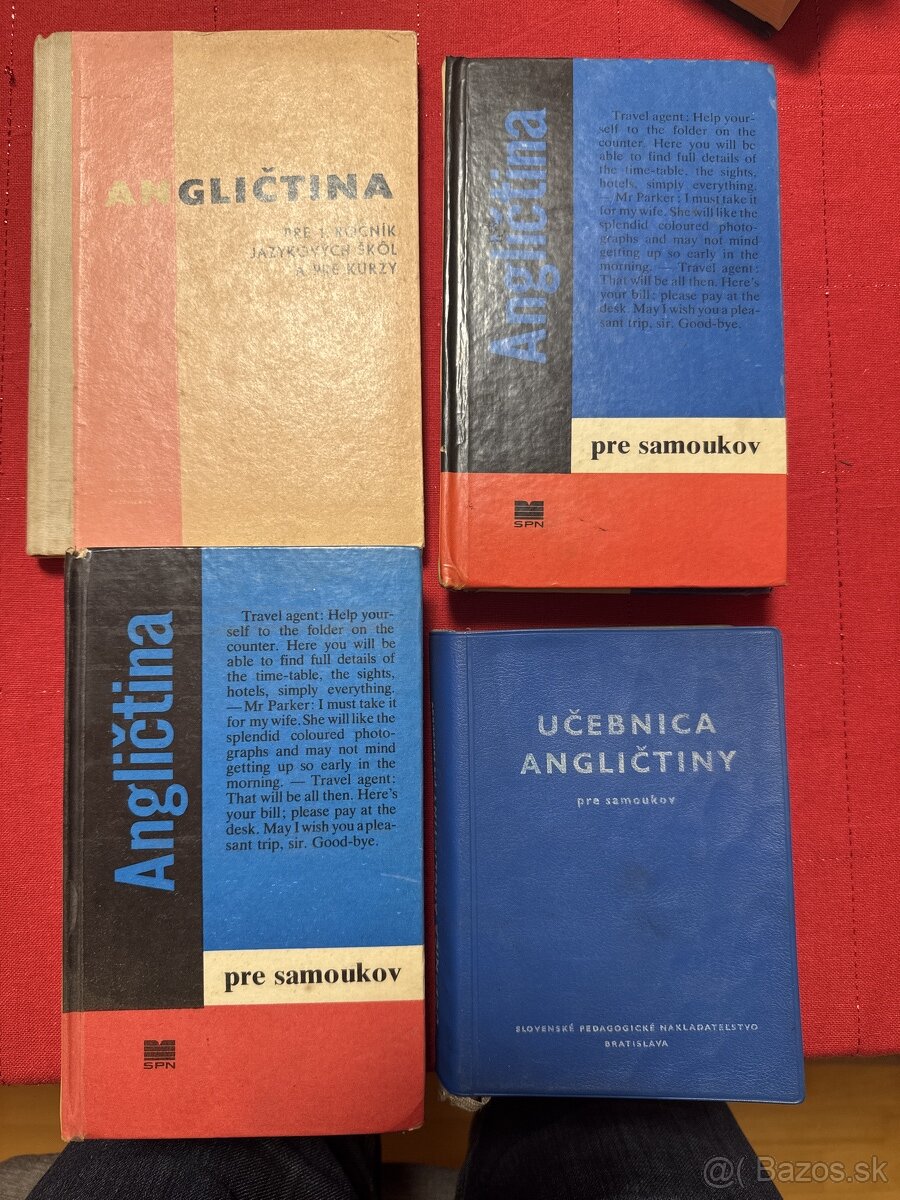 ANGLIČTINA
PRE 1. ROČNÍK
JAZYKOVÝCH ŠKÔL
A PRE KURZY
Angličtina
Travel agent: Help your-
self to the folder on the
counter. Here you will be
able to find full details of
the time-table, the sights,
hotels, simply everything.
— Mr Parker: I must take it
for my wife. She will like the
splendid coloured photo-
graphs and may not mind
getting up so early in the
morning. — Travel agent:
That will be all then. Here's
your bill; please pay at the
desk. May I wish you a plea-
sant trip, sir. Good-bye.
pre samoukov
SPN
Angličtina
Travel agent: Help your-
self to the folder on the
counter. Here you will be
able to find full details of
the time-table, the sights,
hotels, simply everything.
— Mr Parker: I must take it
for my wife. She will like the
splendid coloured photo-
graphs and may not mind
getting up so early in the
morning. — Travel agent:
That will be all then. Here's
your bill; please pay at the
desk. May I wish you a plea-
sant trip, sir. Good-bye.
pre samoukov
SPN
UČEBNICA
ANGLIČTINY
pre samoukov
SLOVENSKÉ PEDAGOGICKÉ NAKLADATEĽSTVO
BRATISLAVA
@( Bazos.sk